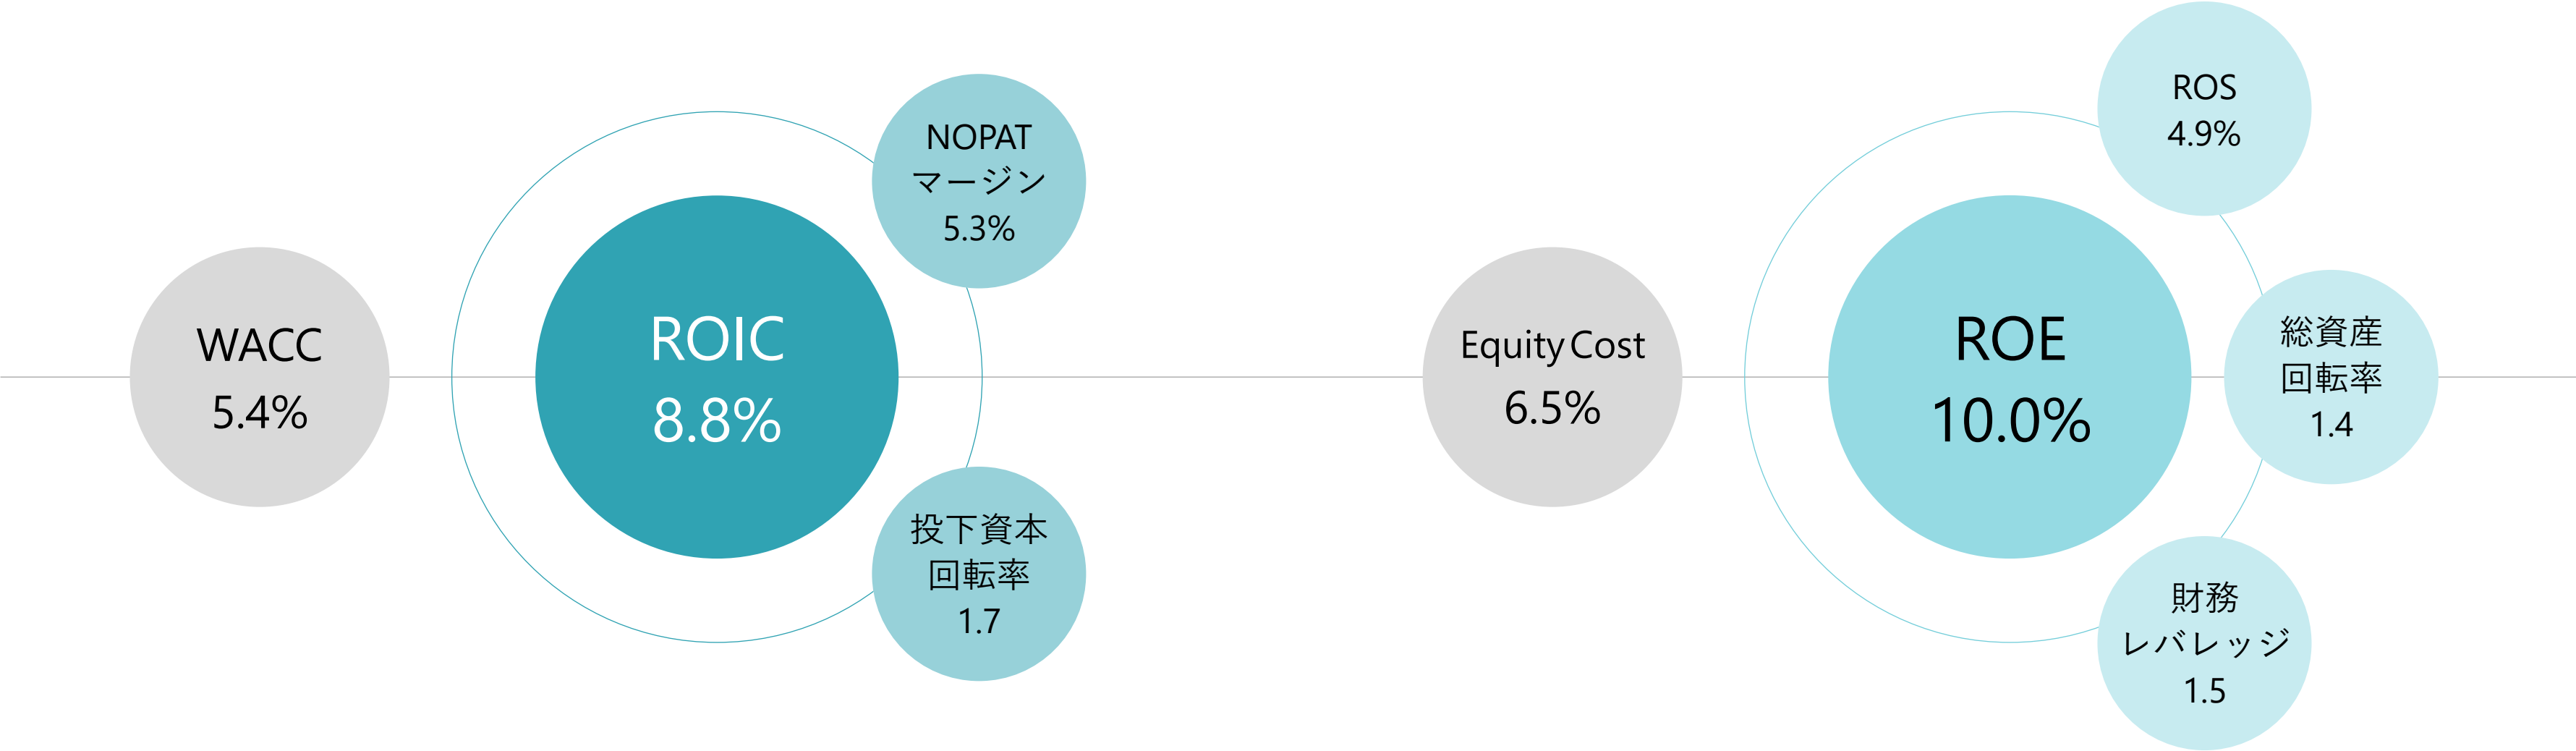 WACC
5.4%
ROIC
8.8%
NOPAT
マージン
5.3%
投下資本
回転率
1.7
Equity Cost
6.5%
ROE
10.0%
ROS
4.9%
総資産
回転率
1.4
財務
レバレッジ
1.5